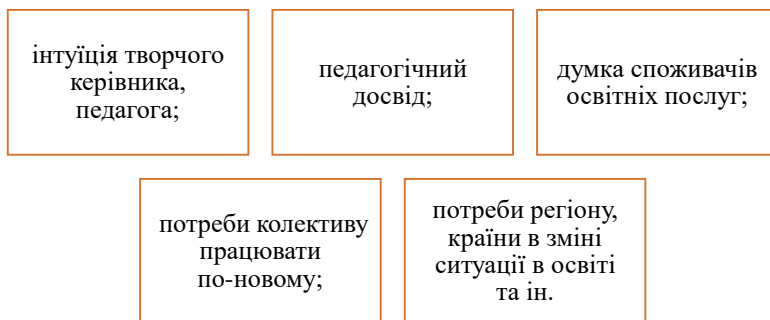 інтуїція творчого
керівника,
педагога;
педагогічний
досвід;
думка споживачів
освітніх послуг;
потреби колективу
працювати
по-новому;
потреби регіону,
країни в зміні
ситуації в освіті
та ін.